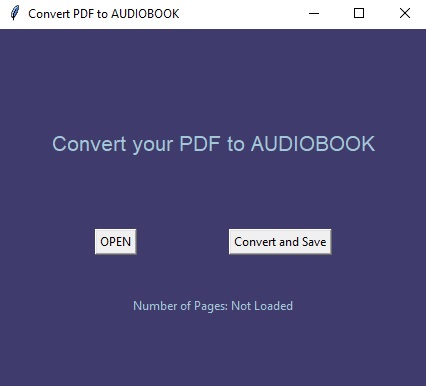 Convert PDF to AUDIOBOOK
Convert your PDF to AUDIOBOOK
OPEN
Convert and Save
Number of Pages: Not Loaded